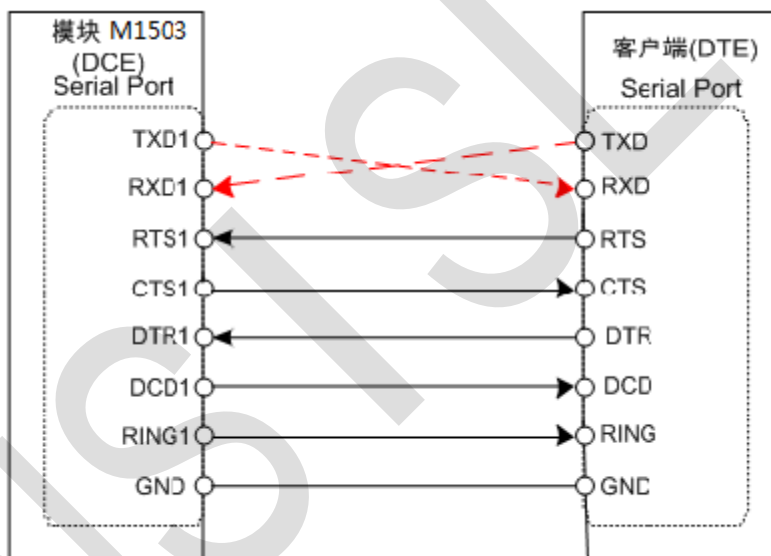 模块 M1503
(DCE)
Serial Port
TXD1
RXD1
RTS1
CTS1
DTR1
DCD1
RING1
GND
客户端(DTE)
Serial Port
TXD
RXD
RTS
CTS
DTR
DCD
RING
GND